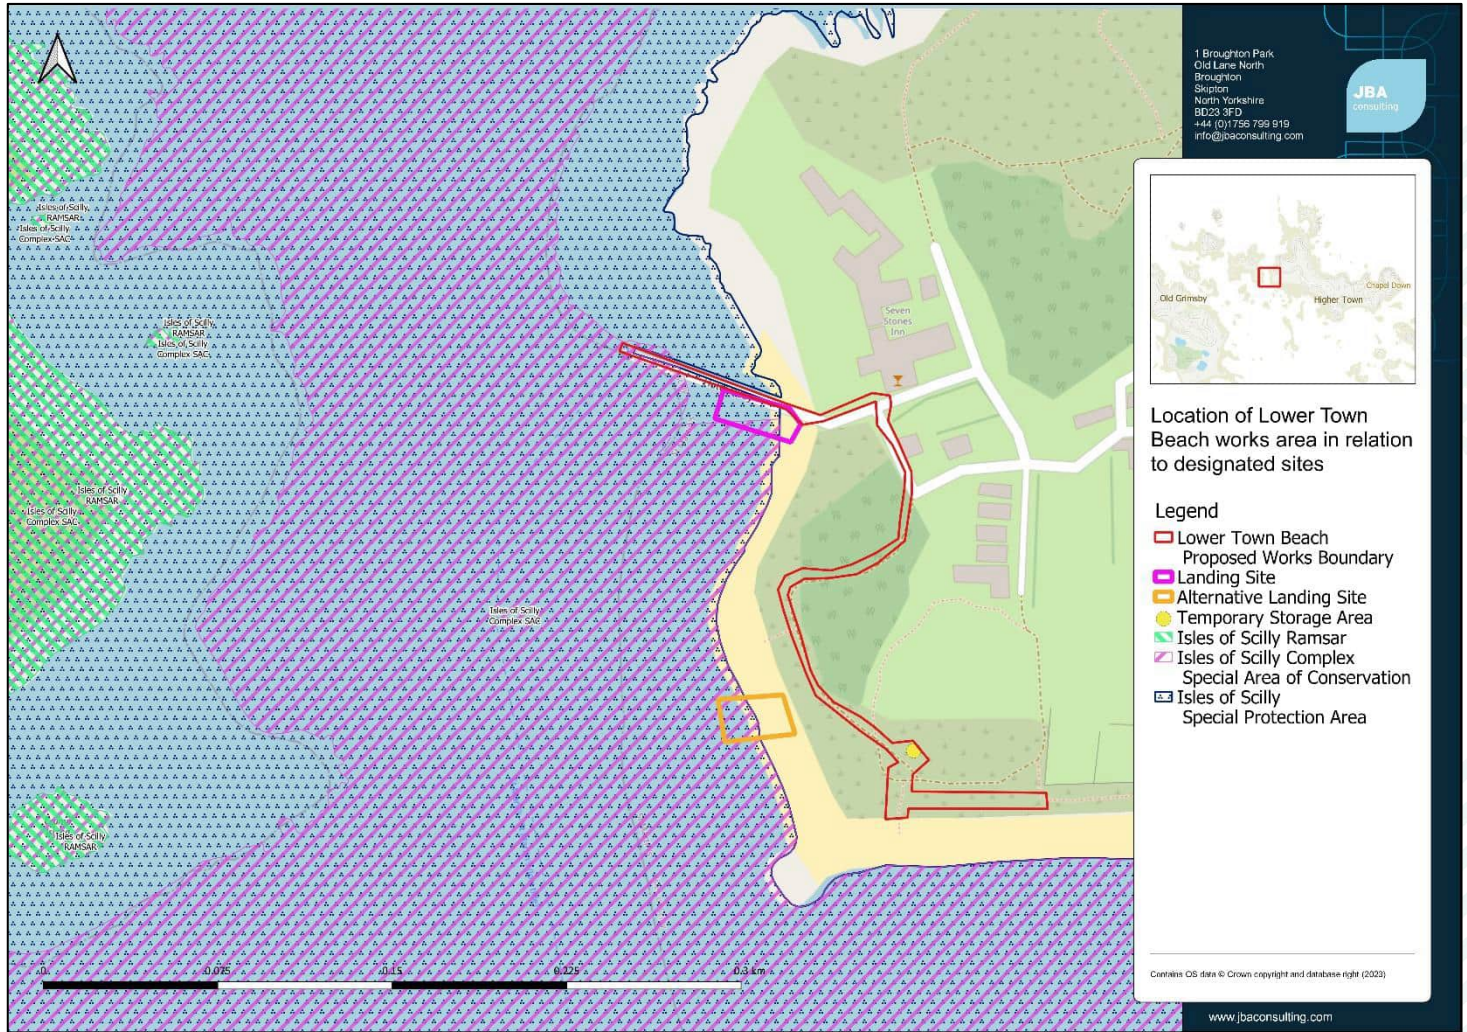 1 Broughton Park
Old Lane North
Broughton
Skipton
North Yorkshire
BD23 3FD
+44 (0)1756 799 919
info@jbaconsulting.com
JBA
consulting
Old Grimsby
Higher Town
Chapel Down
Location of Lower Town
Beach works area in relation
to designated sites
Legend
Lower Town Beach
Proposed Works Boundary
Landing Site
Alternative Landing Site
Temporary Storage Area
Isles of Scilly Ramsar
Isles of Scilly Complex
Special Area of Conservation
Isles of Scilly
Special Protection Area
Contains OS data © Crown copyright and database right (2023)
www.jbaconsulting.com
Isles of Scilly
RAMSAR
Isles of Scilly
Complex SAC
Isles of Scilly
RAMSAR
Isles of Scilly
Complex SAC
Seven
Stones
Inn
Isles of Scilly
RAMSAR
Isles of Scilly
Complex SAC
Isles of Scilly
Complex SAC
Isles of Scilly
RAMSAR
0 0.075 0.15 0.225 0.3 km